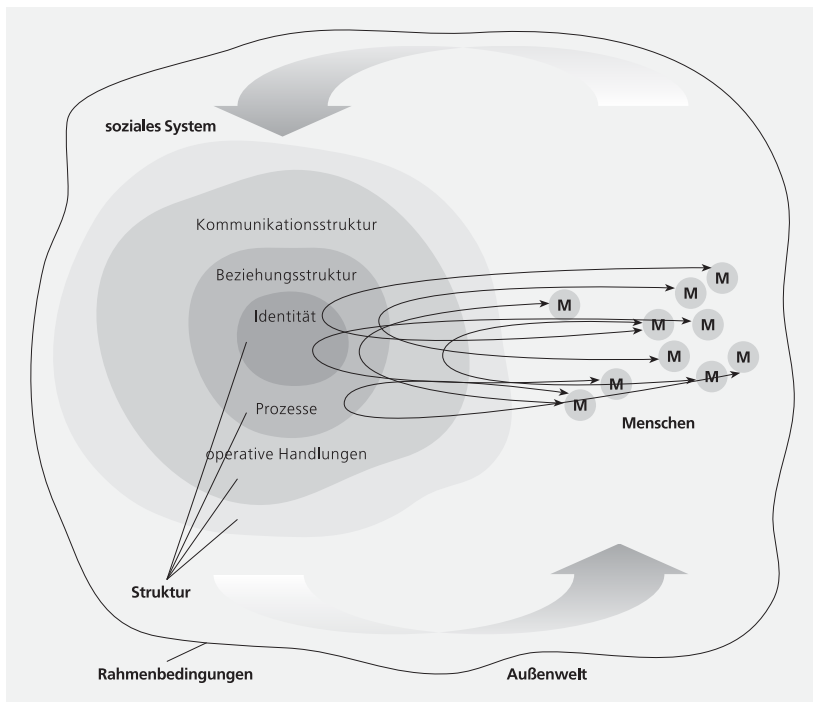 soziales System
Kommunikationsstruktur
Beziehungsstruktur
Identität
Prozesse
operative Handlungen
M
M
M
M
M
M
M
M
M
M
Menschen
Struktur
Rahmenbedingungen
Außenwelt